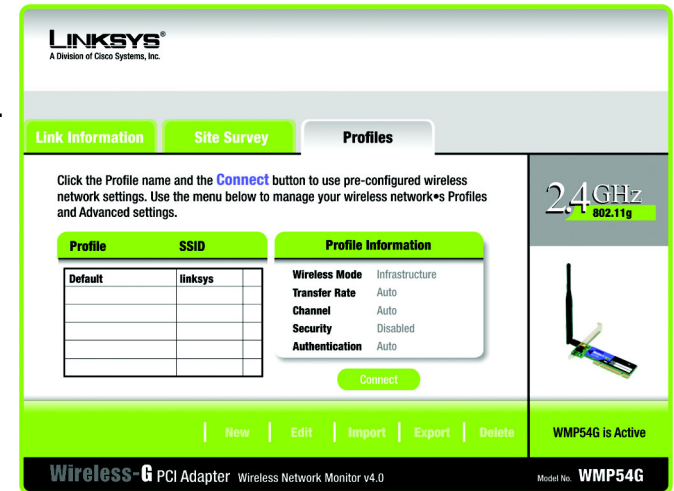 LINKSYS®
A Division of Cisco Systems, Inc.
Link Information Site Survey Profiles
Click the Profile name and the Connect button to use pre-configured wireless
network settings. Use the menu below to manage your wireless network•s Profiles
and Advanced settings.
2.4GHz
802.11g
Profile SSID
Default linksys
Profile Information
Wireless Mode Infrastructure
Transfer Rate Auto
Channel Auto
Security Disabled
Authentication Auto
Connect
New Edit Import Export Delete
WMP54G is Active
Wireless-G PCI Adapter Wireless Network Monitor v4.0
Model No. WMP54G